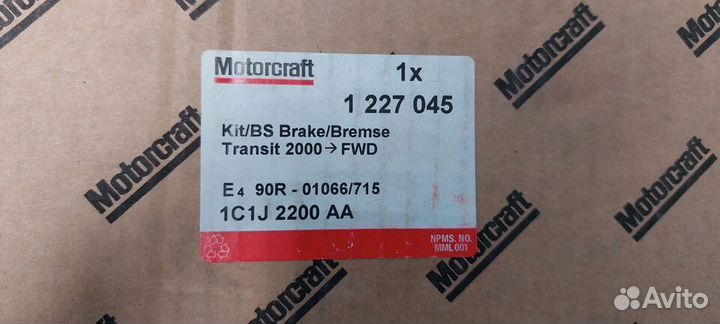 Motorcraft
1x
1 227 045
Kit/BS Brake/Bremse
Transit 2000→FWD
E4 90R - 01066/715
1C1J 2200 AA
NPMS. NO.
MML 001
Motorcraft
Motorcraft
Motorcraft
Motorcraft
Motorcraft
Avito